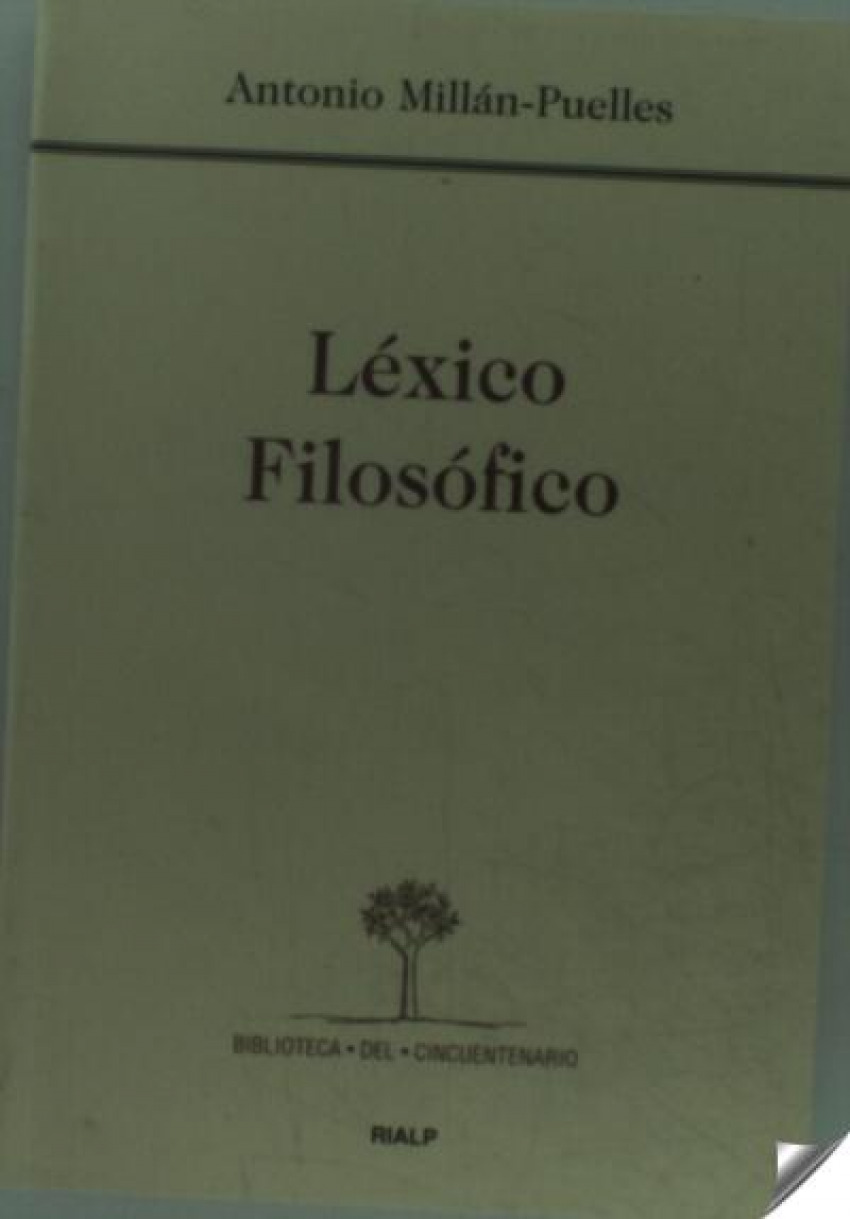 Antonio Millán-Puelles
Léxico
Filosófico
BIBLIOTECA • DEL • CINCUENTENARIO
RIALP